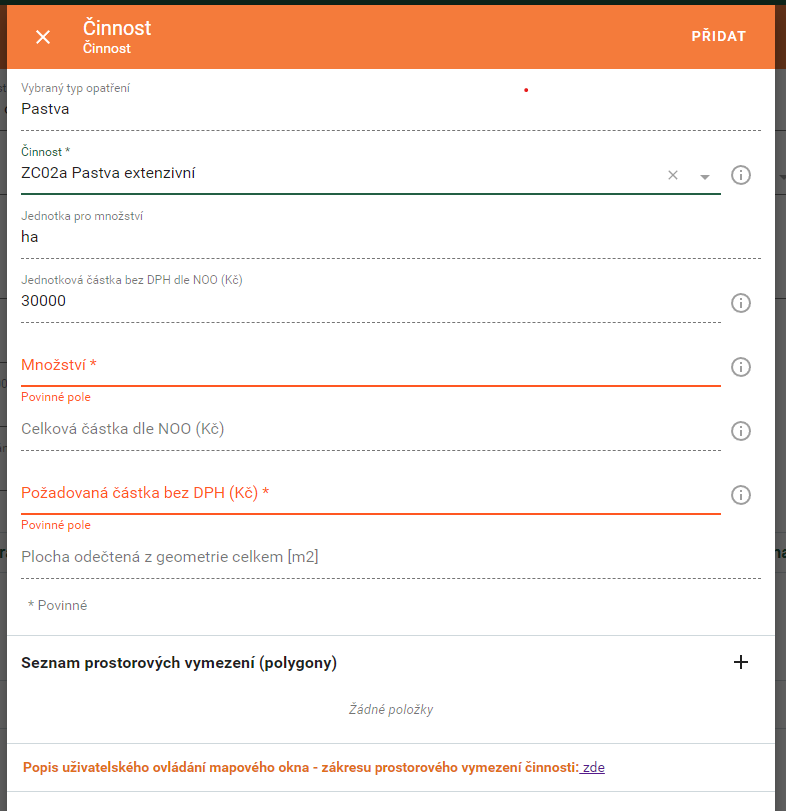 Činnost
Činnost
PŘIDAT
Vybraný typ opatření
Pastva
Činnost *
ZC02a Pastva extenzivní
Jednotka pro množství
ha
Jednotková částka bez DPH dle NOO (Kč)
30000
Množství *
Povinné pole
Celková částka dle NOO (Kč)
Požadovaná částka bez DPH (Kč) *
Povinné pole
Plocha odečtená z geometrie celkem [m2]
* Povinné
Seznam prostorových vymezení (polygony)
Žádné položky
Popis uživatelského ovládání mapového okna - zákresu prostorového vymezení činnosti: zde